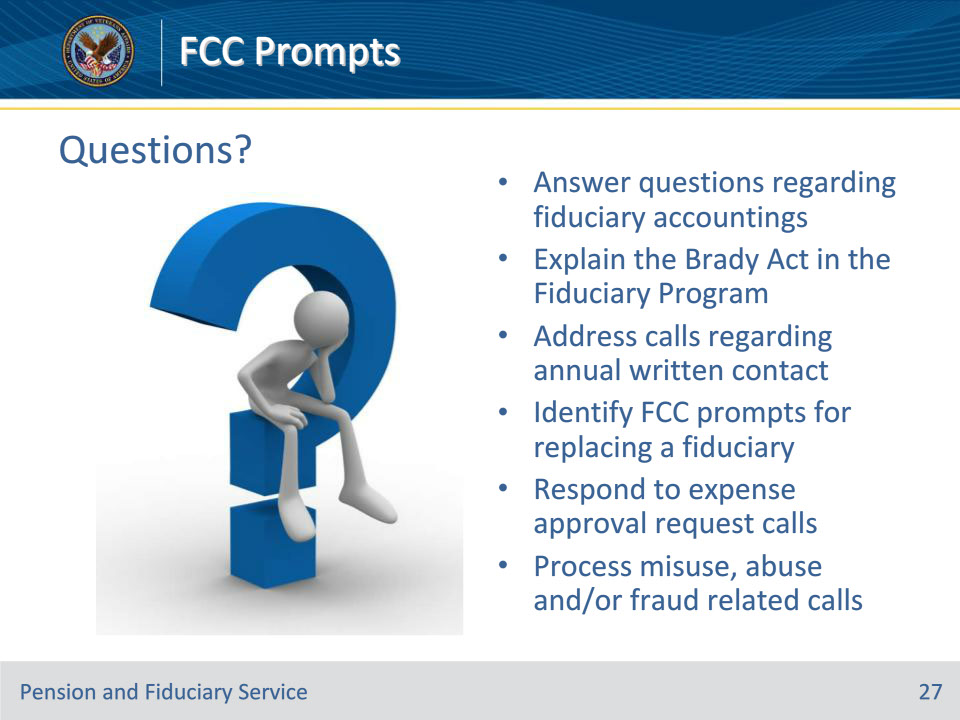 FCC Prompts
Questions?
• Answer questions regarding
fiduciary accountings
• Explain the Brady Act in the
Fiduciary Program
• Address calls regarding
annual written contact
• Identify FCC prompts for
replacing a fiduciary
• Respond to expense
approval request calls
• Process misuse, abuse
and/or fraud related calls
Pension and Fiduciary Service
27